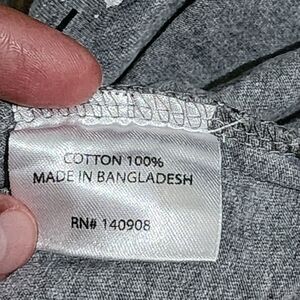 COTTON 100%
MADE IN BANGLADESH
RN# 140908